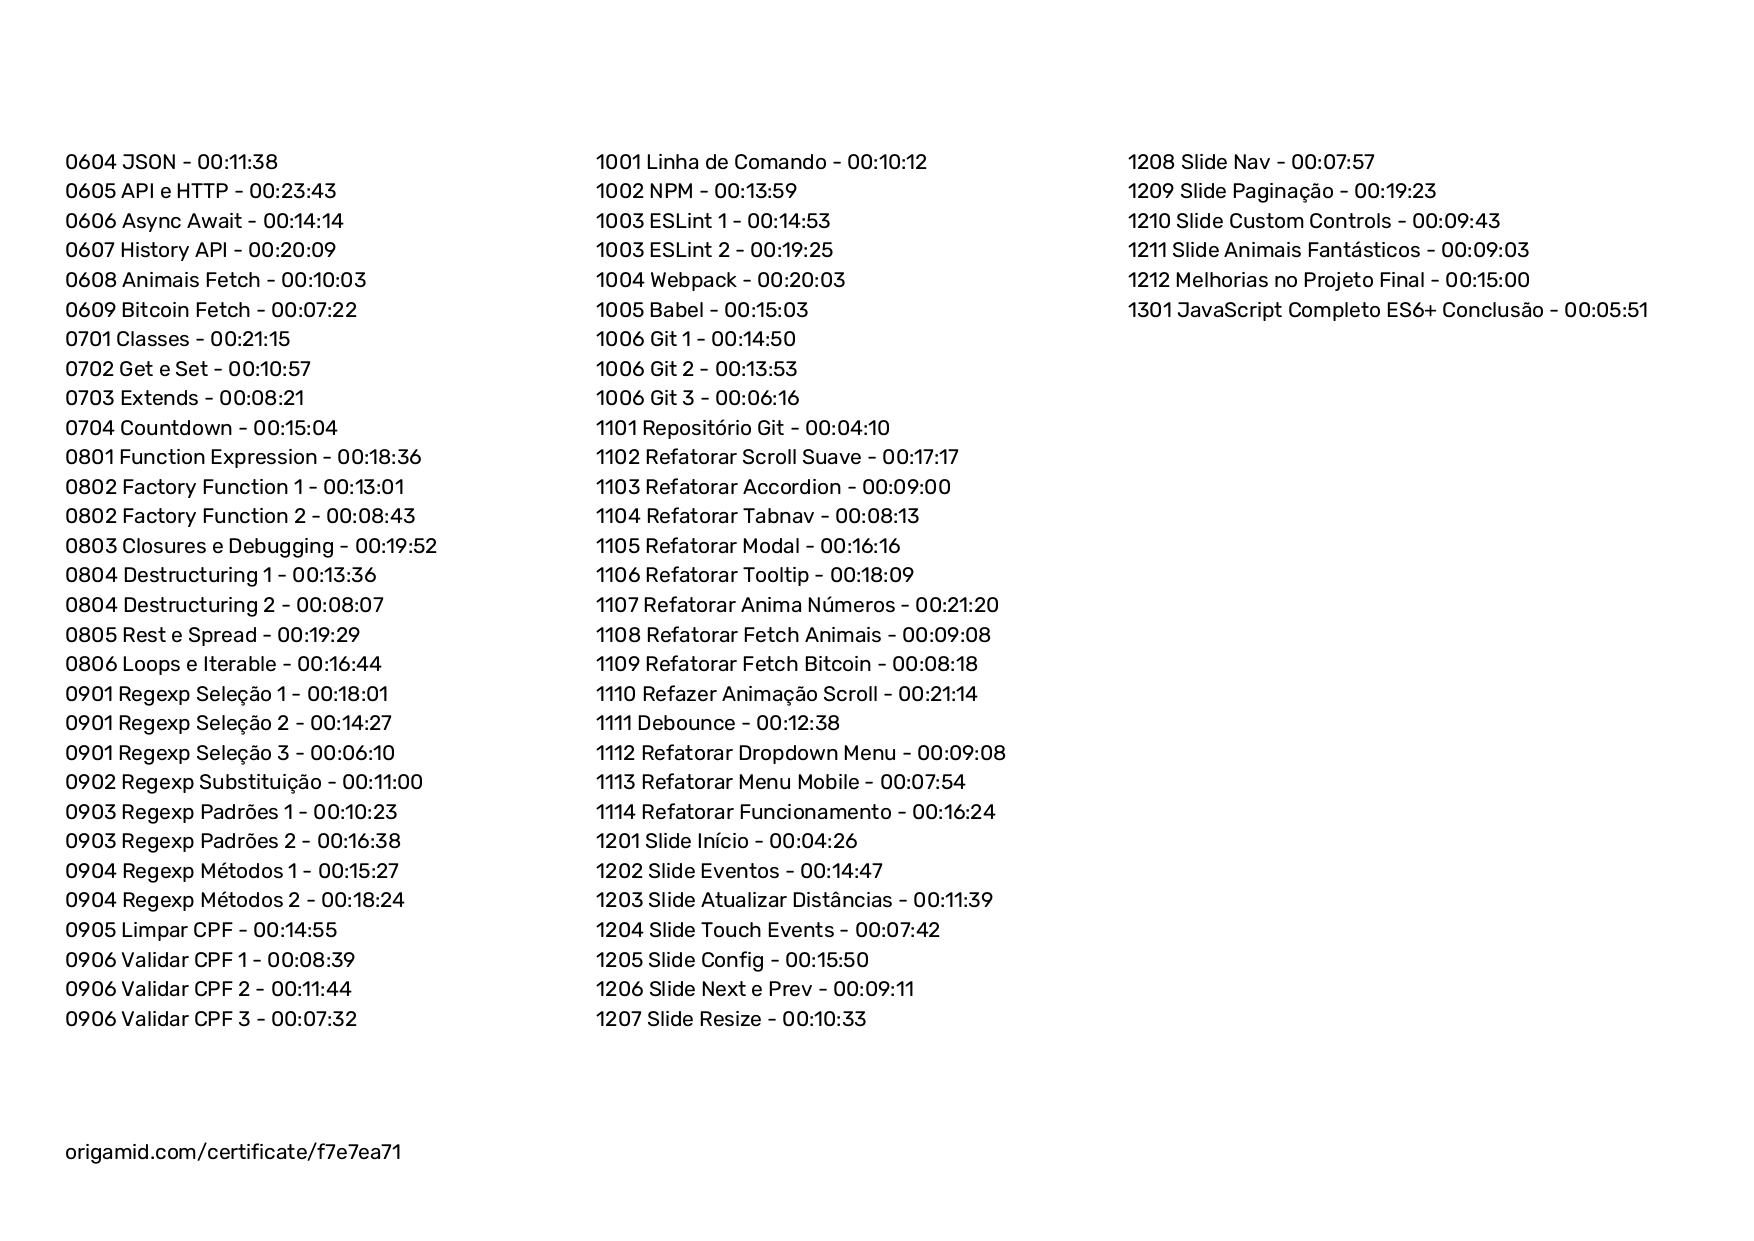 0604 JSON - 00:11:38
0605 API e HTTP - 00:23:43
0606 Async Await - 00:14:14
0607 History API - 00:20:09
0608 Animais Fetch - 00:10:03
0609 Bitcoin Fetch - 00:07:22
0701 Classes - 00:21:15
0702 Get e Set - 00:10:57
0703 Extends - 00:08:21
0704 Countdown - 00:15:04
0801 Function Expression - 00:18:36
0802 Factory Function 1 - 00:13:01
0802 Factory Function 2 - 00:08:43
0803 Closures e Debugging - 00:19:52
0804 Destructuring 1 - 00:13:36
0804 Destructuring 2 - 00:08:07
0805 Rest e Spread - 00:19:29
0806 Loops e Iterable - 00:16:44
0901 Regexp Seleção 1 - 00:18:01
0901 Regexp Seleção 2 - 00:14:27
0901 Regexp Seleção 3 - 00:06:10
0902 Regexp Substituição - 00:11:00
0903 Regexp Padrões 1 - 00:10:23
0903 Regexp Padrões 2 - 00:16:38
0904 Regexp Métodos 1 - 00:15:27
0904 Regexp Métodos 2 - 00:18:24
0905 Limpar CPF - 00:14:55
0906 Validar CPF 1 - 00:08:39
0906 Validar CPF 2 - 00:11:44
0906 Validar CPF 3 - 00:07:32
1001 Linha de Comando - 00:10:12
1002 NPM - 00:13:59
1003 ESLint 1 - 00:14:53
1003 ESLint 2 - 00:19:25
1004 Webpack - 00:20:03
1005 Babel - 00:15:03
1006 Git 1 - 00:14:50
1006 Git 2 - 00:13:53
1006 Git 3 - 00:06:16
1101 Repositório Git - 00:04:10
1102 Refatorar Scroll Suave - 00:17:17
1103 Refatorar Accordion - 00:09:00
1104 Refatorar Tabnav - 00:08:13
1105 Refatorar Modal - 00:16:16
1106 Refatorar Tooltip - 00:18:09
1107 Refatorar Anima Números - 00:21:20
1108 Refatorar Fetch Animais - 00:09:08
1109 Refatorar Fetch Bitcoin - 00:08:18
1110 Refazer Animação Scroll - 00:21:14
1111 Debounce - 00:12:38
1112 Refatorar Dropdown Menu - 00:09:08
1113 Refatorar Menu Mobile - 00:07:54
1114 Refatorar Funcionamento - 00:16:24
1201 Slide Início - 00:04:26
1202 Slide Eventos - 00:14:47
1203 Slide Atualizar Distâncias - 00:11:39
1204 Slide Touch Events - 00:07:42
1205 Slide Config - 00:15:50
1206 Slide Next e Prev - 00:09:11
1207 Slide Resize - 00:10:33
1208 Slide Nav - 00:07:57
1209 Slide Paginação - 00:19:23
1210 Slide Custom Controls - 00:09:43
1211 Slide Animais Fantásticos - 00:09:03
1212 Melhorias no Projeto Final - 00:15:00
1301 JavaScript Completo ES6+ Conclusão - 00:05:51
origamid.com/certificate/f7e7ea71